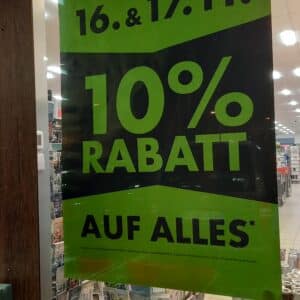 16. & 17. 11.
10%
RABATT
AUF ALLES*